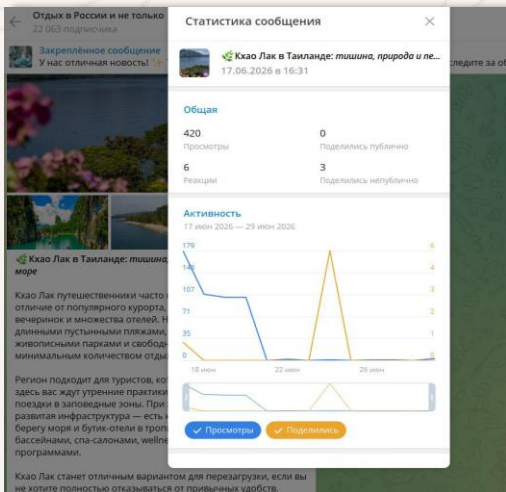 Отдых в России и не только
22 063 подписчика
Закреплённое сообщение
У нас отличная новость!
следите за об
Статистика сообщения
🌿Кхао Лак в Таиланде: тишина, природа и пе...
17.06.2026 в 16:31
Общая
420
Просмотры
0
Поделились публично
6
Реакции
3
Поделились непублично
Активность
17 июн 2026 — 29 июн 2026
179
143
107
71
35
0
6
4
3
2
1
0
18 июн
22 июн
26 июн
Просмотры
Поделились
🌿Кхао Лак в Таиланде: тишина,
море
Кхао Лак путешественники часто
отличие от популярного курорта,
вечеринок и множества отелей. Н
длинными пустынными пляжами,
живописными парками и свободн
минимальным количеством отды
Регион подходит для туристов, ко
здесь вас ждут утренние практики
поездки в заповедные зоны. При
развитая инфраструктура — есть
берегу моря и бутик-отели в троп
бассейнами, спа-салонами, wellne
программами.
Кхао Лак станет отличным вариантом для перезагрузки, если вы
не хотите полностью отказываться от привычных удобств.